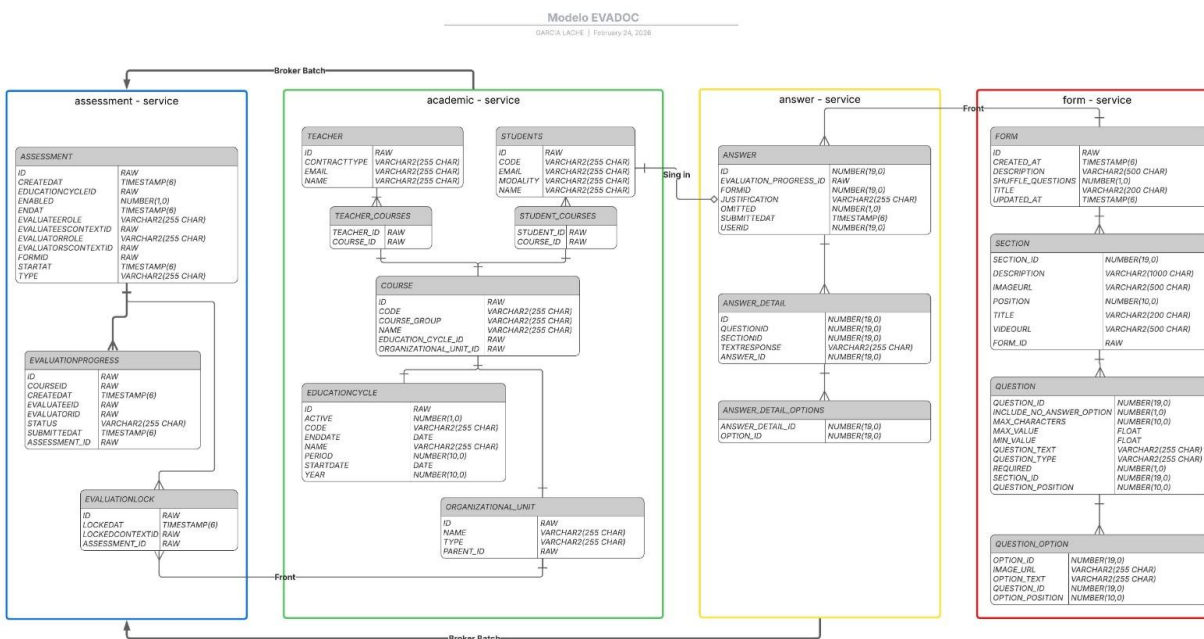 Modelo EVADOC
GARCIA LACHE | February 24, 2026
Broker Batch
assessment - service
ASSESSMENT
ID RAW
CREATEDAT TIMESTAMP(6)
EDUCATIONCYCLEID RAW
ENABLED NUMBER(1,0)
ENDAT TIMESTAMP(6)
EVALUATEEROLE VARCHAR2(255 CHAR)
EVALUATEESCONTEXTID RAW
EVALUATORROLE VARCHAR2(255 CHAR)
EVALUATORSCONTEXTID RAW
FORMID RAW
STARTAT TIMESTAMP(6)
TYPE VARCHAR2(255 CHAR)
EVALUATIONPROGRESS
ID RAW
COURSEID RAW
CREATEDAT TIMESTAMP(6)
EVALUATEEID RAW
EVALUATORID RAW
STATUS VARCHAR2(255 CHAR)
SUBMITTEDAT TIMESTAMP(6)
ASSESSMENT_ID RAW
EVALUATIONLOCK
ID RAW
LOCKEDAT TIMESTAMP(6)
LOCKEDCONTEXTID RAW
ASSESSMENT_ID RAW
academic - service
TEACHER
ID RAW
CONTRACTTYPE VARCHAR2(255 CHAR)
EMAIL VARCHAR2(255 CHAR)
NAME VARCHAR2(255 CHAR)
STUDENTS
ID RAW
CODE VARCHAR2(255 CHAR)
EMAIL VARCHAR2(255 CHAR)
MODALITY VARCHAR2(255 CHAR)
NAME VARCHAR2(255 CHAR)
TEACHER_COURSES
TEACHER_ID RAW
COURSE_ID RAW
STUDENT_COURSES
STUDENT_ID RAW
COURSE_ID RAW
COURSE
ID RAW
CODE VARCHAR2(255 CHAR)
COURSE_GROUP VARCHAR2(255 CHAR)
NAME VARCHAR2(255 CHAR)
EDUCATION_CYCLE_ID RAW
ORGANIZATIONAL_UNIT_ID RAW
EDUCATIONCYCLE
ID RAW
ACTIVE NUMBER(1,0)
CODE VARCHAR2(255 CHAR)
ENDDATE DATE
NAME VARCHAR2(255 CHAR)
PERIOD NUMBER(10,0)
STARTDATE DATE
YEAR NUMBER(10,0)
ORGANIZATIONAL_UNIT
ID RAW
NAME VARCHAR2(255 CHAR)
TYPE VARCHAR2(255 CHAR)
PARENT_ID RAW
Front
Sing in
answer - service
ANSWER
ID NUMBER(19,0)
EVALUATION_PROGRESS_ID RAW
FORMID NUMBER(19,0)
JUSTIFICATION VARCHAR2(255 CHAR)
OMITTED NUMBER(1,0)
SUBMITTEDAT TIMESTAMP(6)
USERID NUMBER(19,0)
ANSWER_DETAIL
ID NUMBER(19,0)
QUESTIONID NUMBER(19,0)
SECTIONID NUMBER(19,0)
TEXTRESPONSE VARCHAR2(255 CHAR)
ANSWER_ID NUMBER(19,0)
ANSWER_DETAIL_OPTIONS
ANSWER_DETAIL_ID NUMBER(19,0)
OPTION_ID NUMBER(19,0)
Front
form - service
FORM
ID RAW
CREATED_AT TIMESTAMP(6)
DESCRIPTION VARCHAR2(500 CHAR)
SHUFFLE_QUESTIONS NUMBER(1,0)
TITLE VARCHAR2(200 CHAR)
UPDATED_AT TIMESTAMP(6)
SECTION
SECTION_ID NUMBER(19,0)
DESCRIPTION VARCHAR2(1000 CHAR)
IMAGEURL VARCHAR2(500 CHAR)
POSITION NUMBER(10,0)
TITLE VARCHAR2(200 CHAR)
VIDEOURL VARCHAR2(500 CHAR)
FORM_ID RAW
QUESTION
QUESTION_ID NUMBER(19,0)
INCLUDE_NO_ANSWER_OPTION NUMBER(1,0)
MAX_CHARACTERS NUMBER(10,0)
MAX_VALUE FLOAT
MIN_VALUE FLOAT
QUESTION_TEXT VARCHAR2(255 CHAR)
QUESTION_TYPE VARCHAR2(255 CHAR)
REQUIRED NUMBER(1,0)
SECTION_ID NUMBER(19,0)
QUESTION_POSITION NUMBER(10,0)
QUESTION_OPTION
OPTION_ID NUMBER(19,0)
IMAGE_URL VARCHAR2(255 CHAR)
OPTION_TEXT VARCHAR2(255 CHAR)
QUESTION_ID NUMBER(19,0)
OPTION_POSITION NUMBER(10,0)
Broker Batch